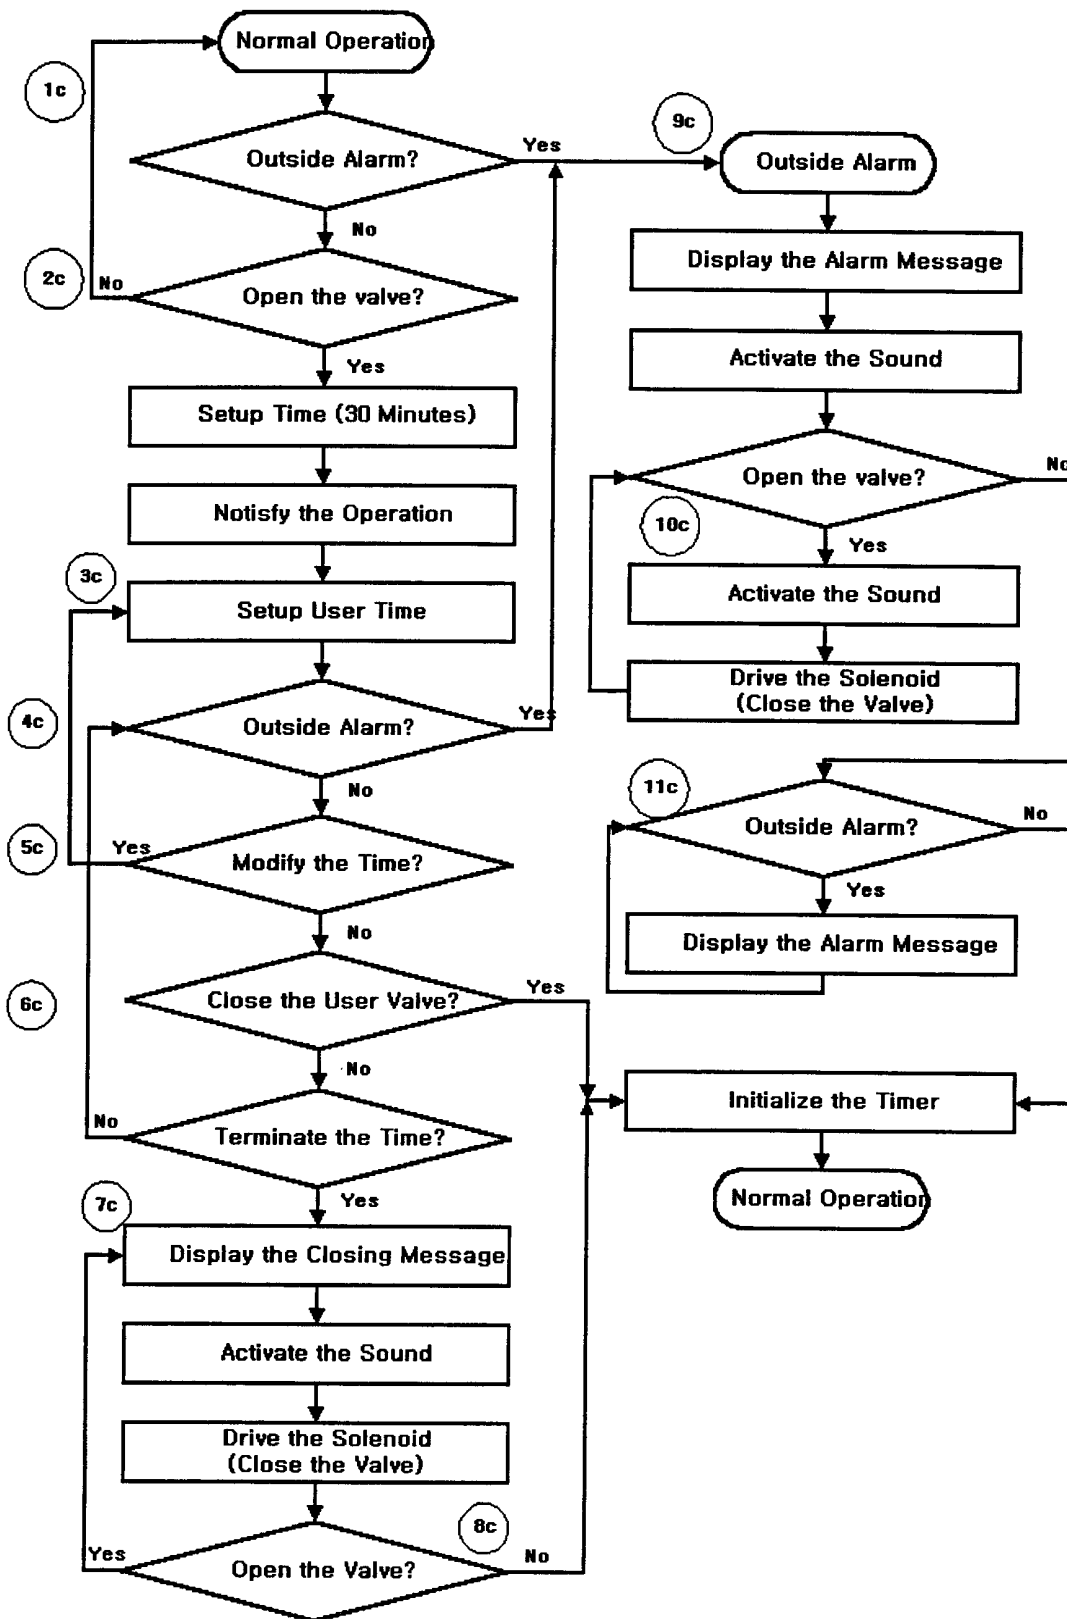 Normal Operation
1c
Outside Alarm?
Yes
No
2c
No
Open the valve?
Yes
Setup Time (30 Minutes)
Notisfy the Operation
3c
Setup User Time
4c
Outside Alarm?
Yes
No
5c
Yes
Modify the Time?
No
6c
Close the User Valve?
Yes
No
No
Terminate the Time?
Yes
7c
Display the Closing Message
Activate the Sound
Drive the Solenoid
(Close the Valve)
8c
Yes
Open the Valve?
No
9c
Outside Alarm
Display the Alarm Message
Activate the Sound
Open the valve?
No
10c
Yes
Activate the Sound
Drive the Solenoid
(Close the Valve)
11c
Outside Alarm?
No
Yes
Display the Alarm Message
Initialize the Timer
Normal Operation